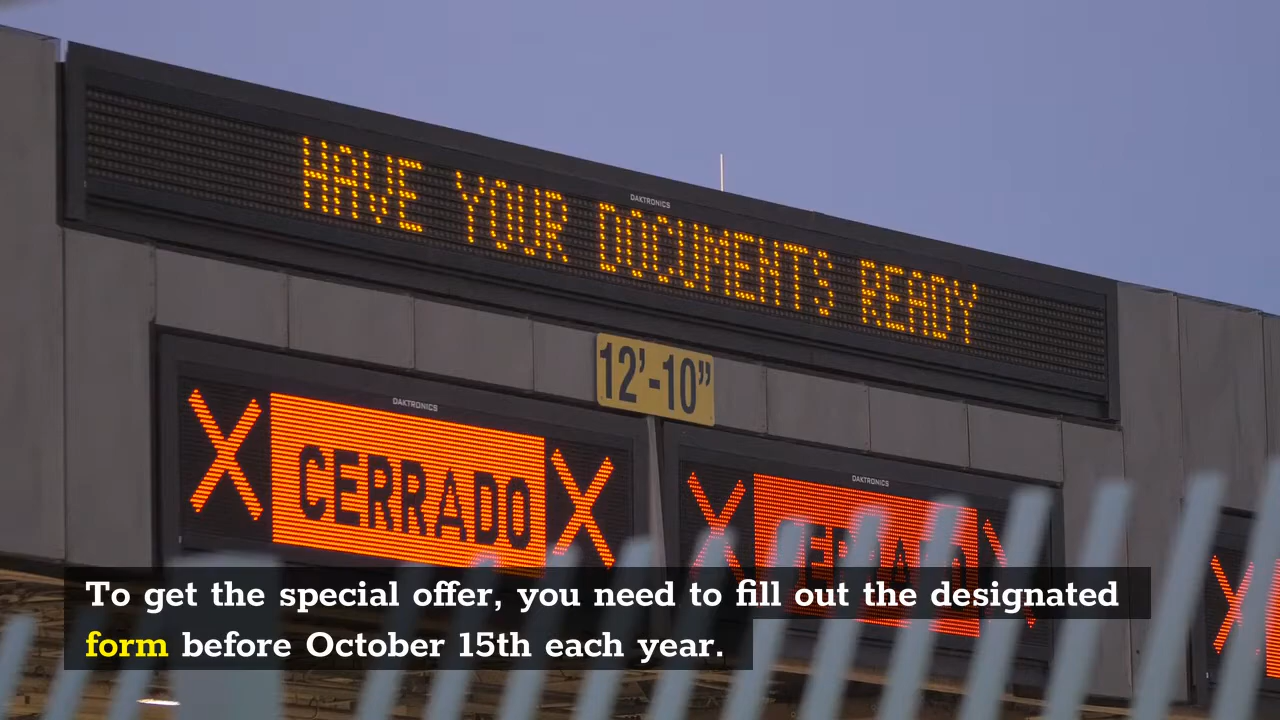 HAVE YOUR DOCUMENTS READY
DAKTRONICS
12'-10"
DAKTRONICS
X CERRADO X
DAKTRONICS
X
To get the special offer, you need to fill out the designated
form before October 15th each year.